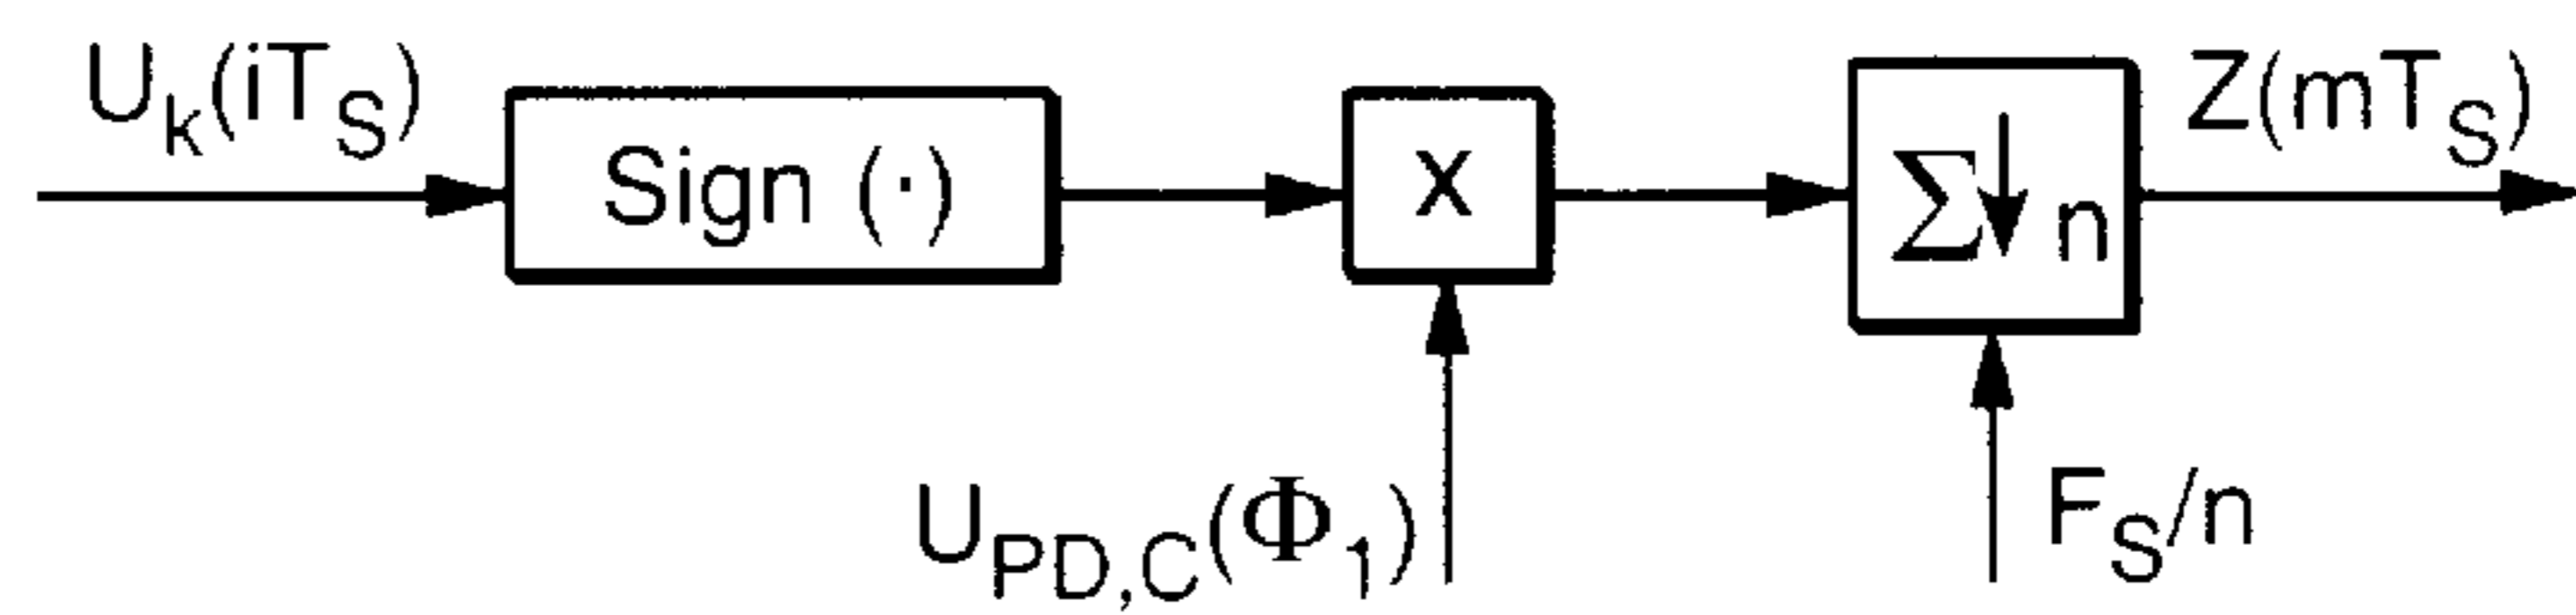 U_k(iT_S)
Sign (·)
x
Σ↓n
Z(mT_S)
U_PD,C(Φ_1)
F_S/n